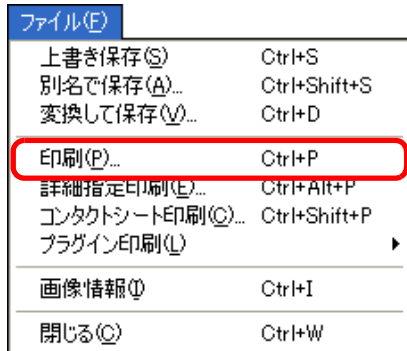 ファイル(F)
上書き保存(S) Ctrl+S
別名で保存(A)... Ctrl+Shift+S
変換して保存(V)... Ctrl+D
印刷(P)... Ctrl+P
詳細指定印刷(E)... Ctrl+Alt+P
コンタクトシート印刷(C)... Ctrl+Shift+P
プラグイン印刷(L)
画像情報(I) Ctrl+I
閉じる(C) Ctrl+W